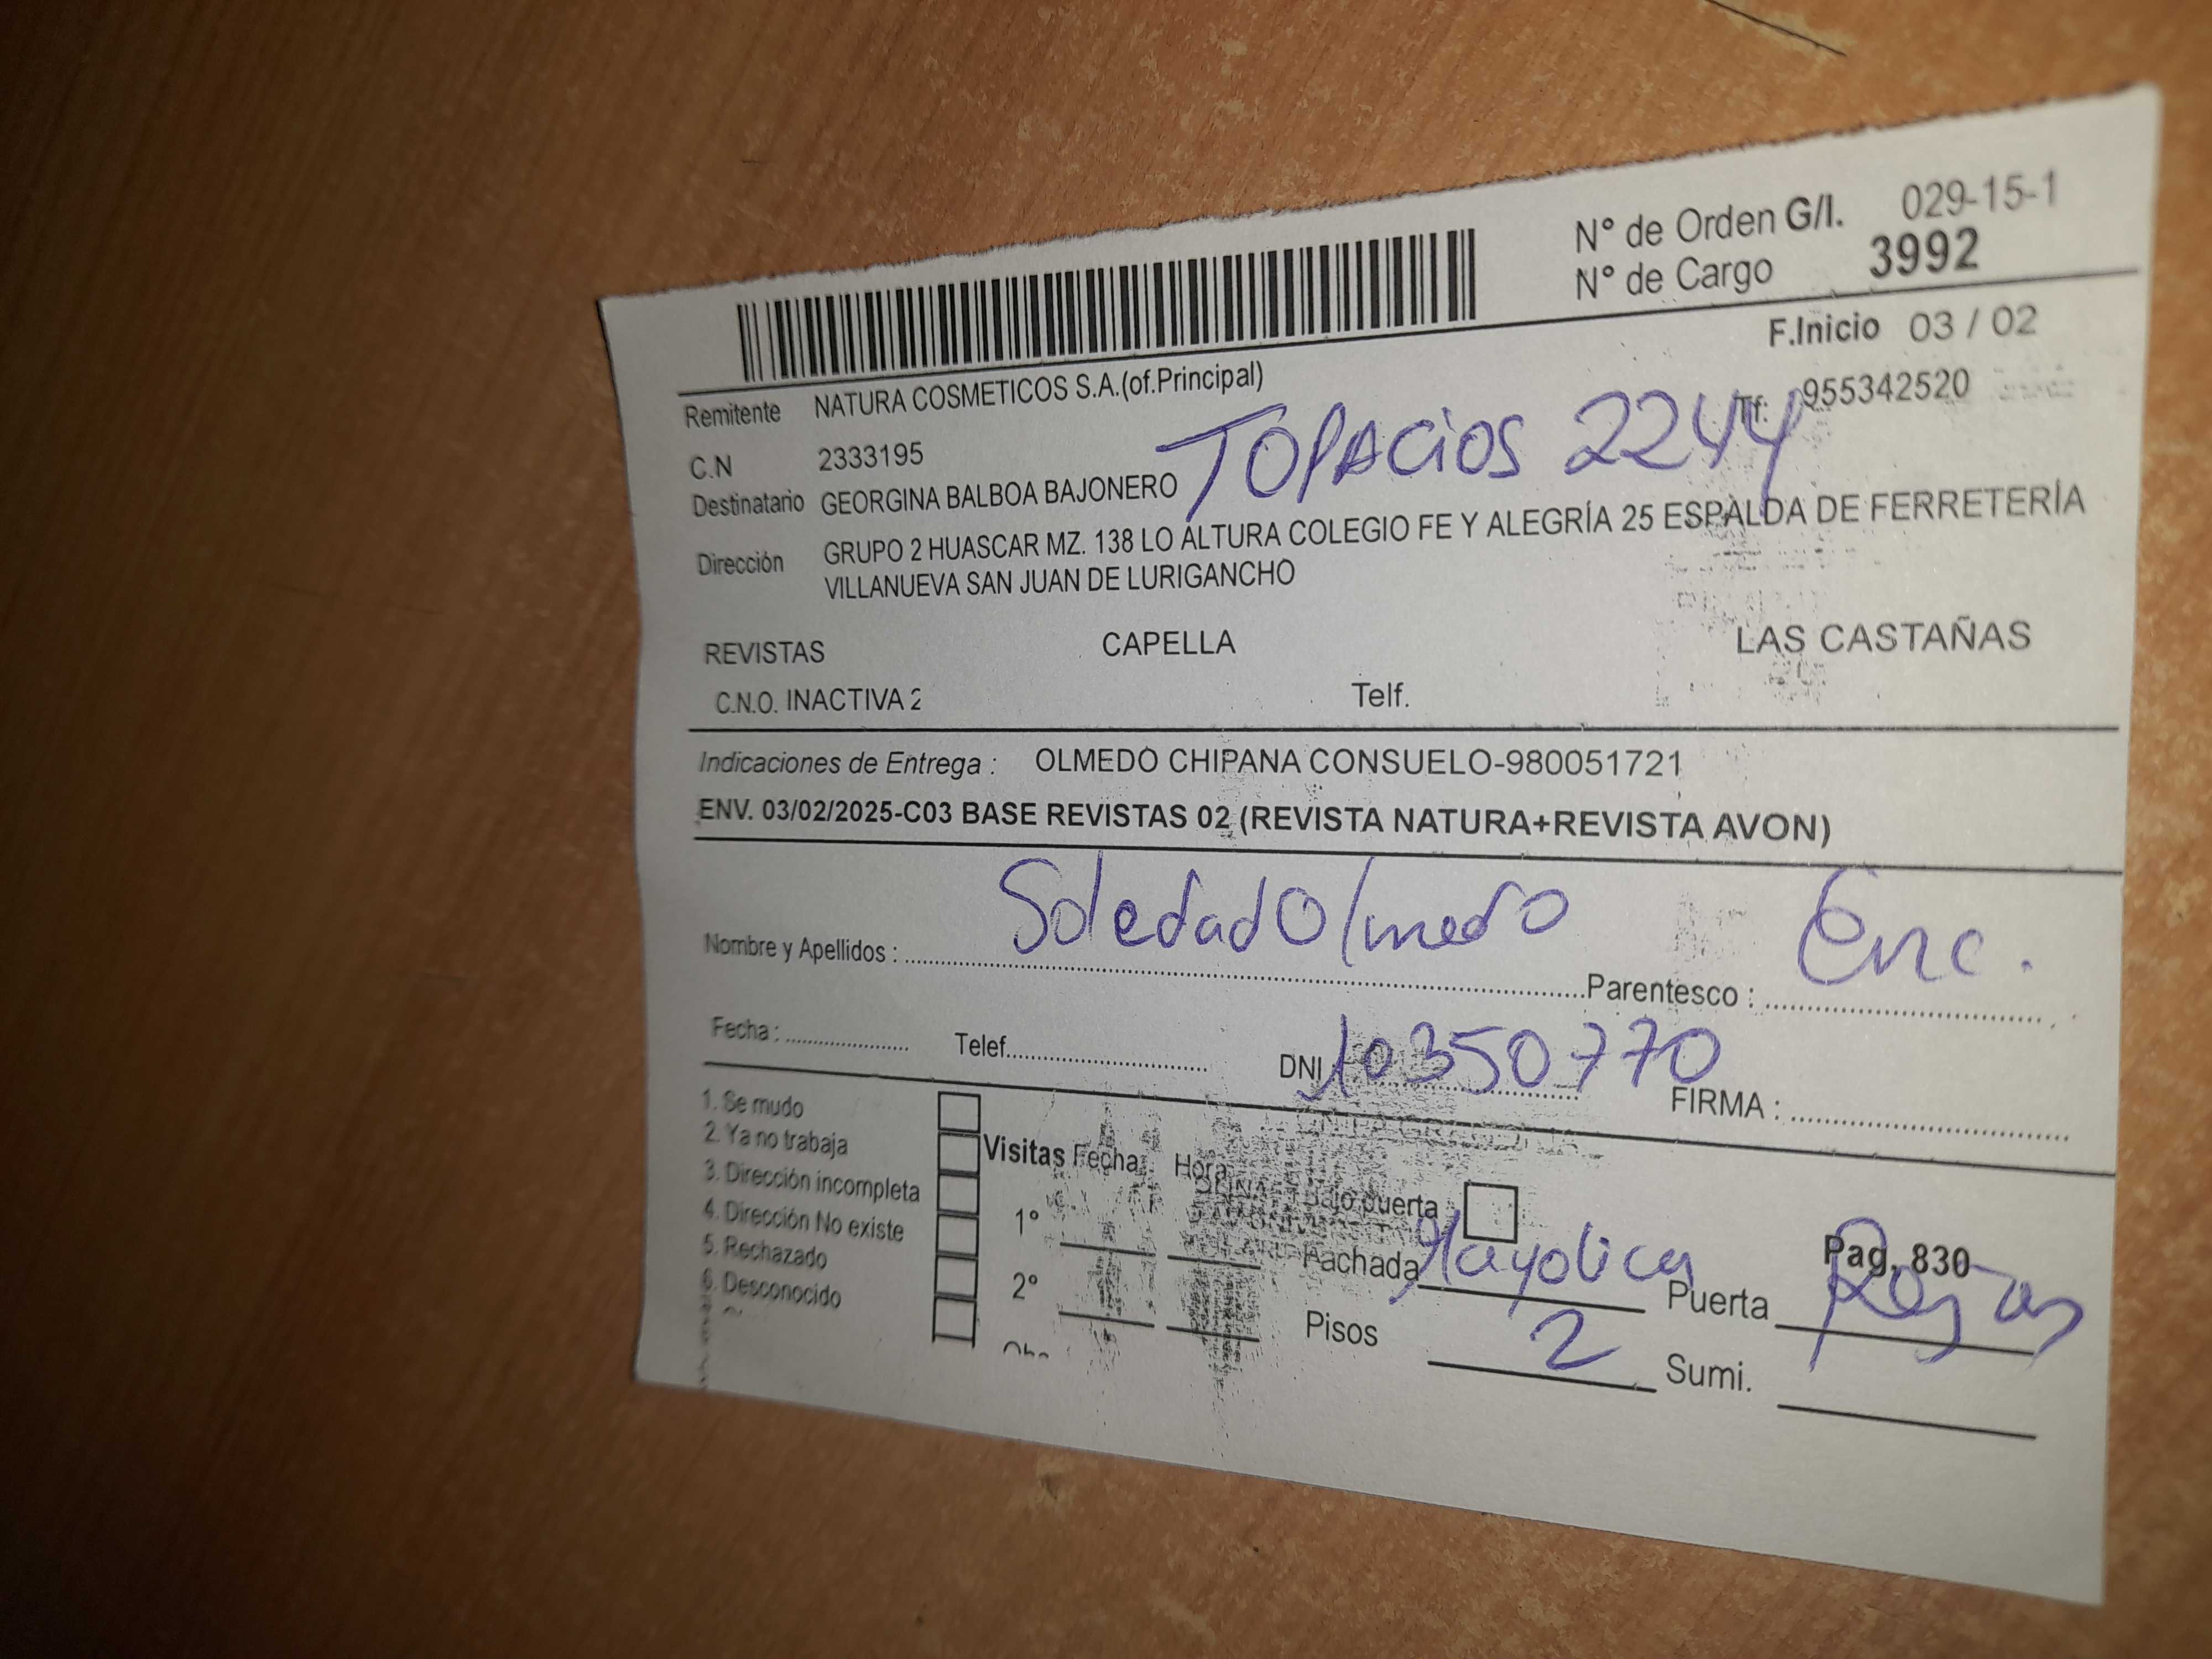 N° de Orden G/I. 029-15-1
N° de Cargo 3992
F.Inicio 03 / 02
Remitente NATURA COSMETICOS S.A.(of.Principal)
Tf: 955342520
C.N 2333195
TOPACIOS 2244
Destinatario GEORGINA BALBOA BAJONERO
Dirección GRUPO 2 HUASCAR MZ. 138 LO ALTURA COLEGIO FE Y ALEGRÍA 25 ESPALDA DE FERRETERÍA
VILLANUEVA SAN JUAN DE LURIGANCHO
REVISTAS CAPELLA LAS CASTAÑAS
C.N.O. INACTIVA 2 Telf.
Indicaciones de Entrega : OLMEDO CHIPANA CONSUELO-980051721
ENV. 03/02/2025-C03 BASE REVISTAS 02 (REVISTA NATURA+REVISTA AVON)
Nombre y Apellidos : Soledad Olmedo Parentesco : Enc.
Fecha : Telef. DNI 10350770 FIRMA :
1. Se mudo
2. Ya no trabaja
3. Dirección incompleta
4. Dirección No existe
5. Rechazado
6. Desconocido
Visitas Fecha Hora
1°
2°
Bajo puerta
Pag. 830
Fachada Mayolica Puerta Rejas
Pisos 2 Sumi.